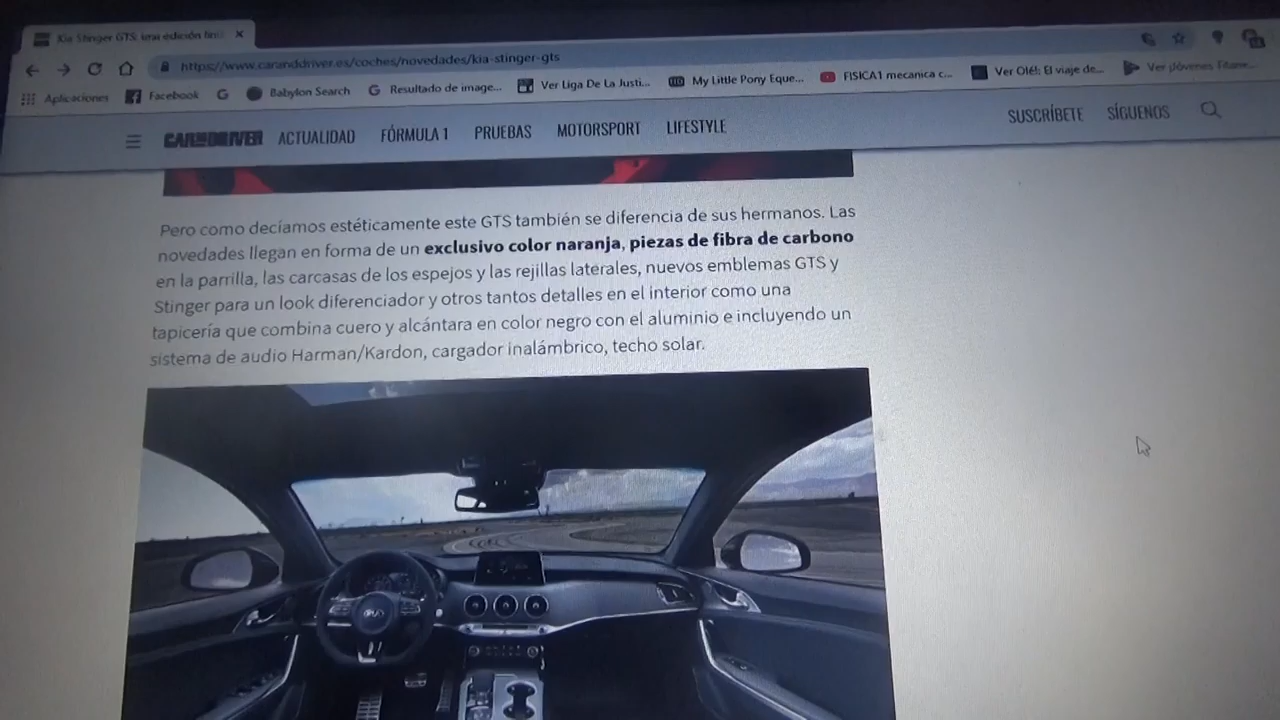 Kia Stinger GTS: una edición limi
https://www.caranddriver.es/coches/novedades/kia-stinger-gts
Aplicaciones Facebook Babylon Search Resultado de image... Ver Liga De La Justi... My Little Pony Eque... FISICA1 mecanica c... Ver Olé!: El viaje de... Ver ¡Jóvenes Titane...
CAR AND DRIVER ACTUALIDAD FÓRMULA 1 PRUEBAS MOTORSPORT LIFESTYLE SUSCRÍBETE SÍGUENOS
Pero como decíamos estéticamente este GTS también se diferencia de sus hermanos. Las
novedades llegan en forma de un exclusivo color naranja, piezas de fibra de carbono
en la parrilla, las carcasas de los espejos y las rejillas laterales, nuevos emblemas GTS y
Stinger para un look diferenciador y otros tantos detalles en el interior como una
tapicería que combina cuero y alcántara en color negro con el aluminio e incluyendo un
sistema de audio Harman/Kardon, cargador inalámbrico, techo solar.
KIA